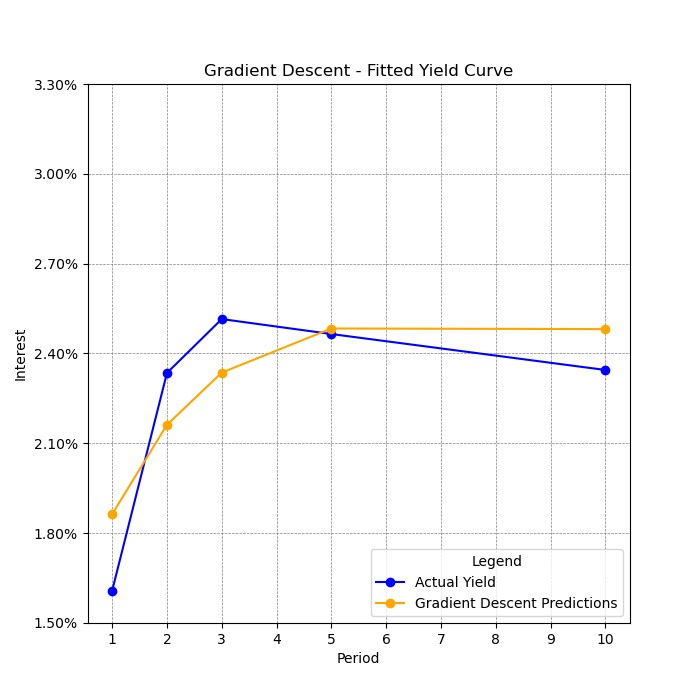 Gradient Descent - Fitted Yield Curve
3.30%
3.00%
2.70%
2.40%
2.10%
1.80%
1.50%
Interest
1 2 3 4 5 6 7 8 9 10
Period
Legend
Actual Yield
Gradient Descent Predictions